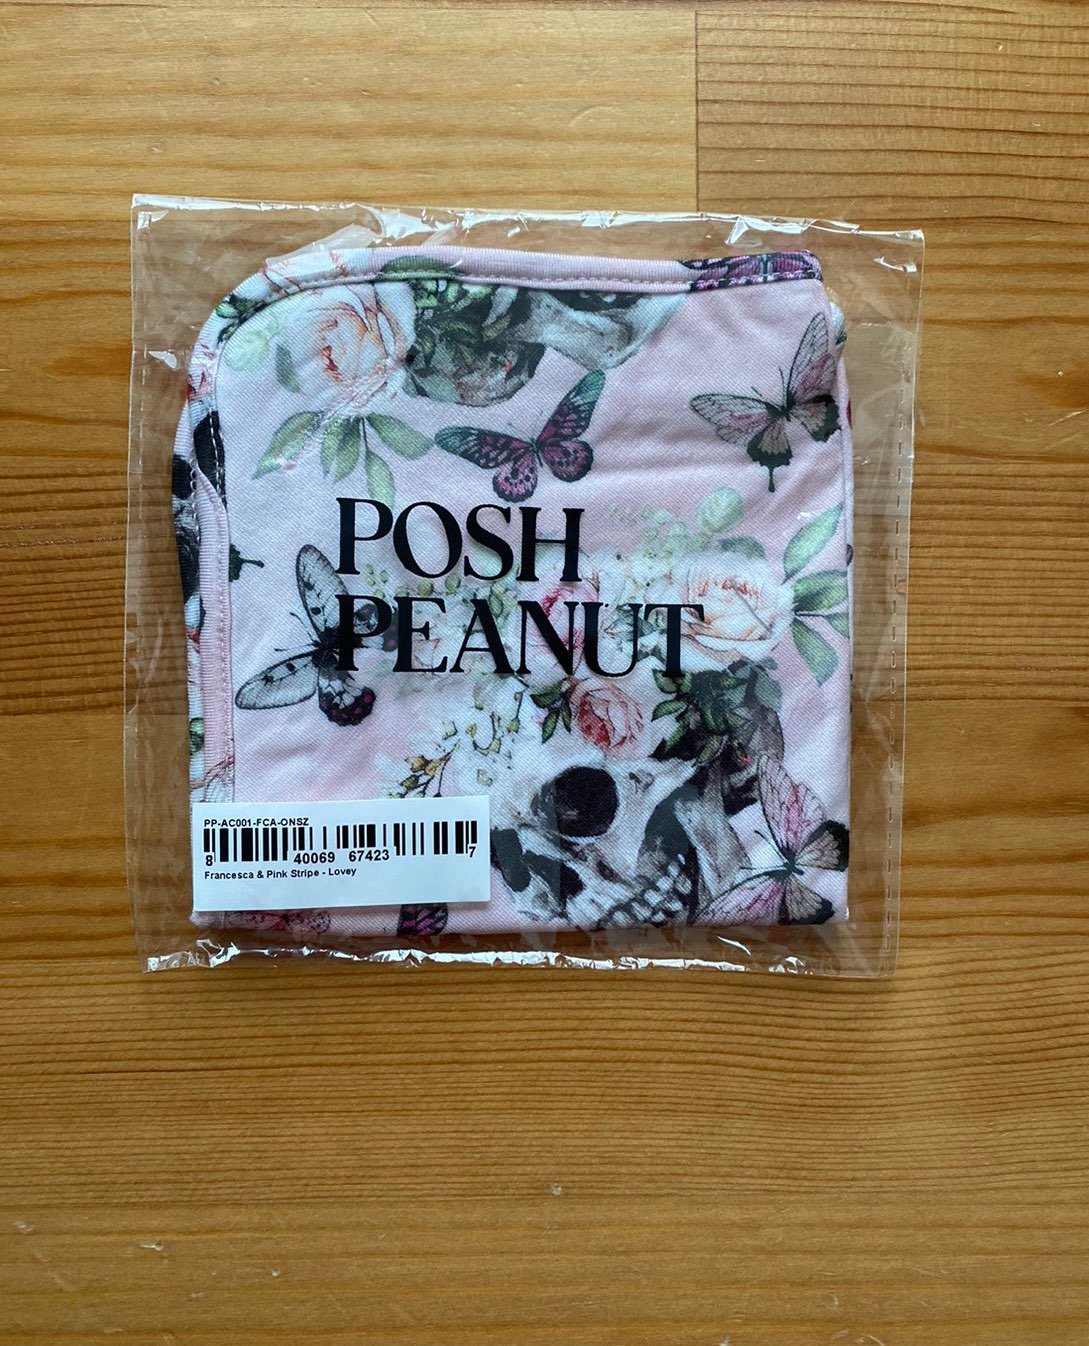 POSH
PEANUT
PP-AC001-FCA-ONSZ
8 40069 67423 7
Francesca & Pink Stripe - Lovey